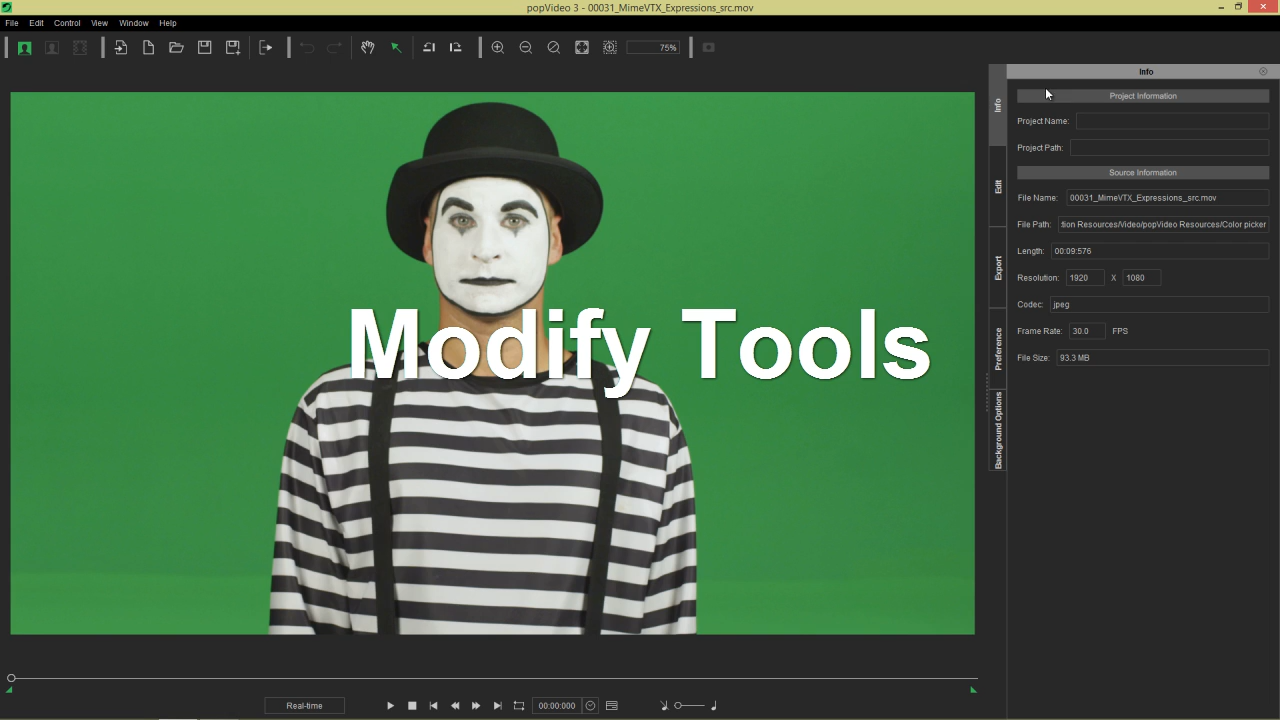 popVideo 3 - 00031_MimeVTX_Expressions_src.mov
File Edit Control View Window Help
75%
Info
Info
Edit
Export
Preference
Background Options
Project Information
Project Name:
Project Path:
Source Information
File Name: 00031_MimeVTX_Expressions_src.mov
File Path: tion Resources/Video/popVideo Resources/Color picker
Length: 00:09:576
Resolution: 1920 X 1080
Codec: jpeg
Frame Rate: 30.0 FPS
File Size: 93.3 MB
Modify Tools
Real-time
00:00:000